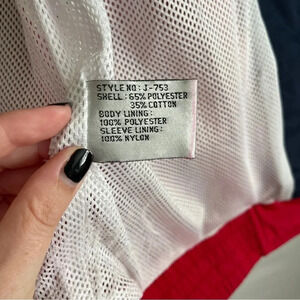 STYLE NO: J-753
SHELL: 65% POLYESTER
35% COTTON
BODY LINING:
100% POLYESTER
SLEEVE LINING:
100% NYLON